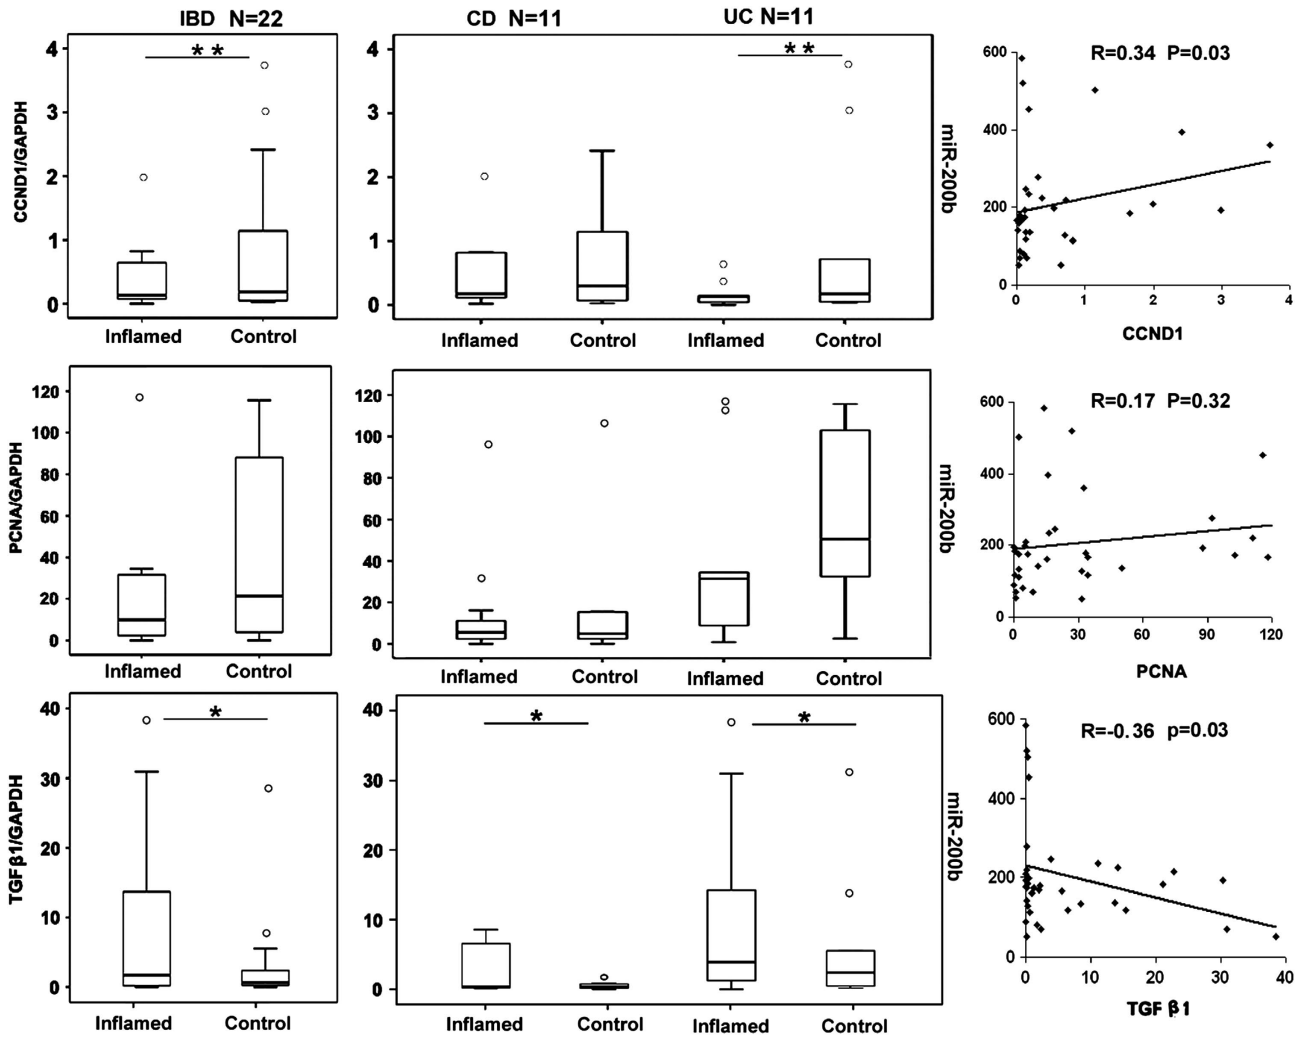 IBD N=22
CD N=11
UC N=11
CCND1/GAPDH
4
3
2
1
0
* *
Inflamed
Control
4
3
2
1
0
* *
Inflamed
Control
Inflamed
Control
miR-200b
600
400
200
0
R=0.34 P=0.03
0 1 2 3 4
CCND1
PCNA/GAPDH
120
100
80
60
40
20
0
Inflamed
Control
120
100
80
60
40
20
0
Inflamed
Control
Inflamed
Control
miR-200b
600
400
200
0
R=0.17 P=0.32
0 30 60 90 120
PCNA
TGFβ1/GAPDH
40
30
20
10
0
*
Inflamed
Control
40
30
20
10
0
*
*
Inflamed
Control
Inflamed
Control
miR-200b
600
400
200
0
R=-0.36 p=0.03
0 10 20 30 40
TGF β1